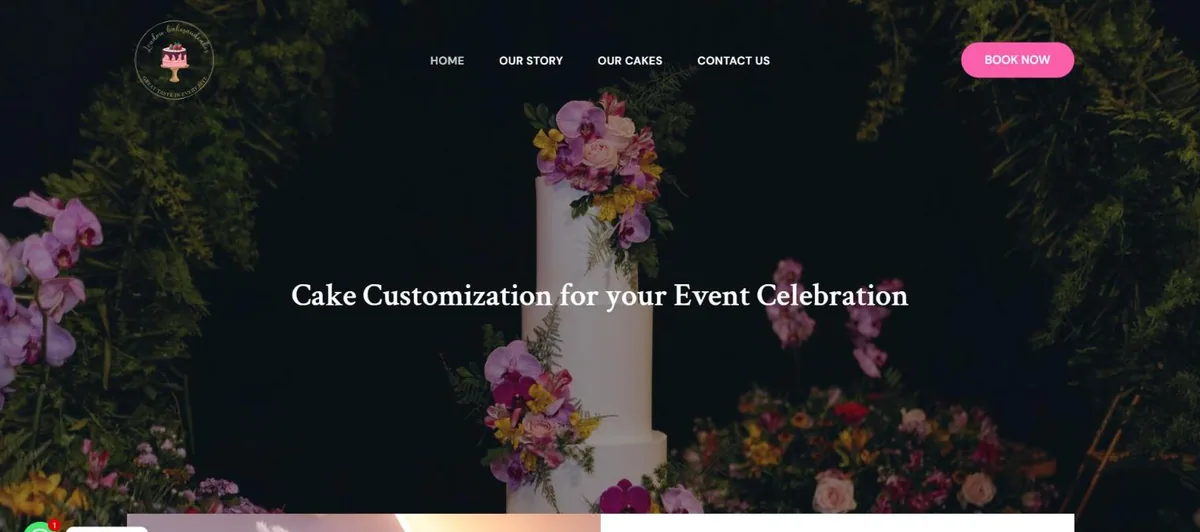 HOME
OUR STORY
OUR CAKES
CONTACT US
BOOK NOW
Cake Customization for your Event Celebration
1